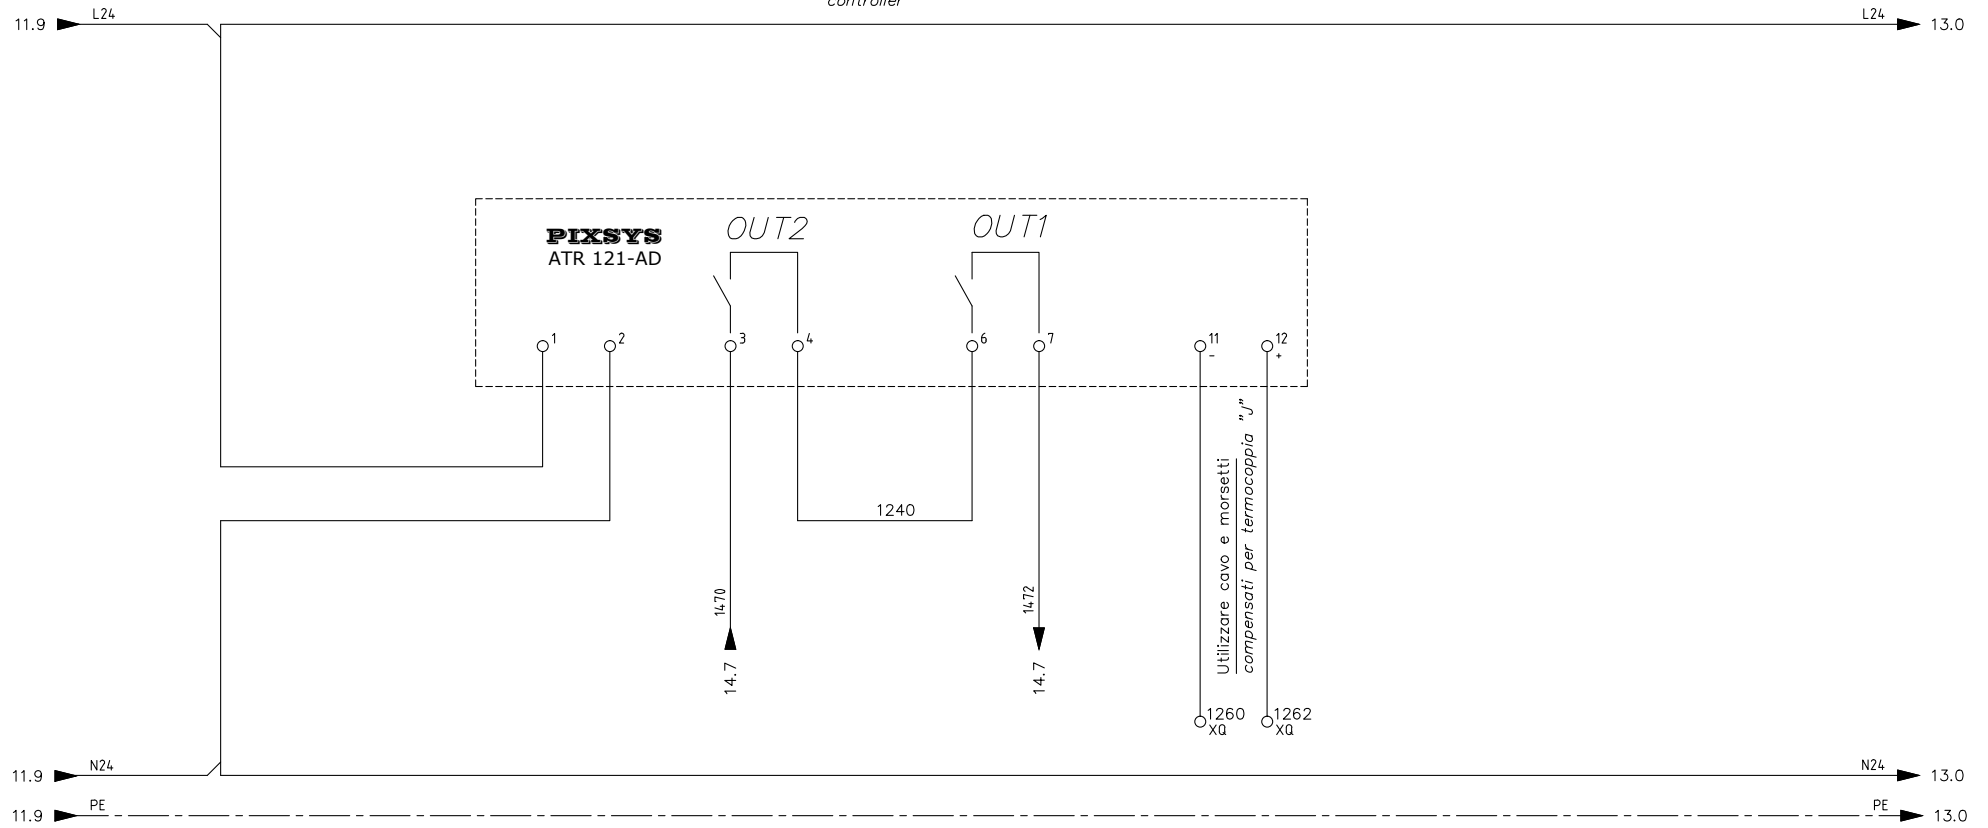 controller
11.9 L24 L24 13.0
PIXSYS
ATR 121-AD
OUT2 OUT1
1 2 3 4 6 7 11 12
- +
Utilizzare cavo e morsetti
compensati per termocoppia "J"
1240
1470 1472
14.7 14.7
1260 1262
XQ XQ
11.9 N24 N24 13.0
11.9 PE PE 13.0